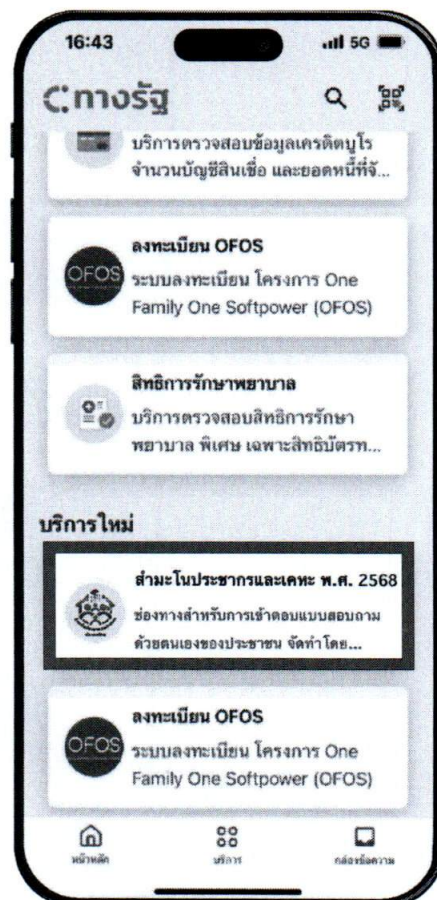 16:43
5G
ทางรัฐ
บริการตรวจสอบข้อมูลเครดิตบูโร
จำนวนบัญชีสินเชื่อ และยอดหนี้ที่จั...
ลงทะเบียน OFOS
OFOS
ระบบลงทะเบียน โครงการ One
Family One Softpower (OFOS)
สิทธิการรักษาพยาบาล
บริการตรวจสอบสิทธิการรักษา
พยาบาล พิเศษ เฉพาะสิทธิบัตรท...
บริการใหม่
สำมะโนประชากรและเคหะ พ.ศ. 2568
ช่องทางสำหรับการเข้าตอบแบบสอบถาม
ด้วยตนเองของประชาชน จัดทำโดย...
ลงทะเบียน OFOS
OFOS
ระบบลงทะเบียน โครงการ One
Family One Softpower (OFOS)
หน้าหลัก
บริการ
กล่องข้อความ